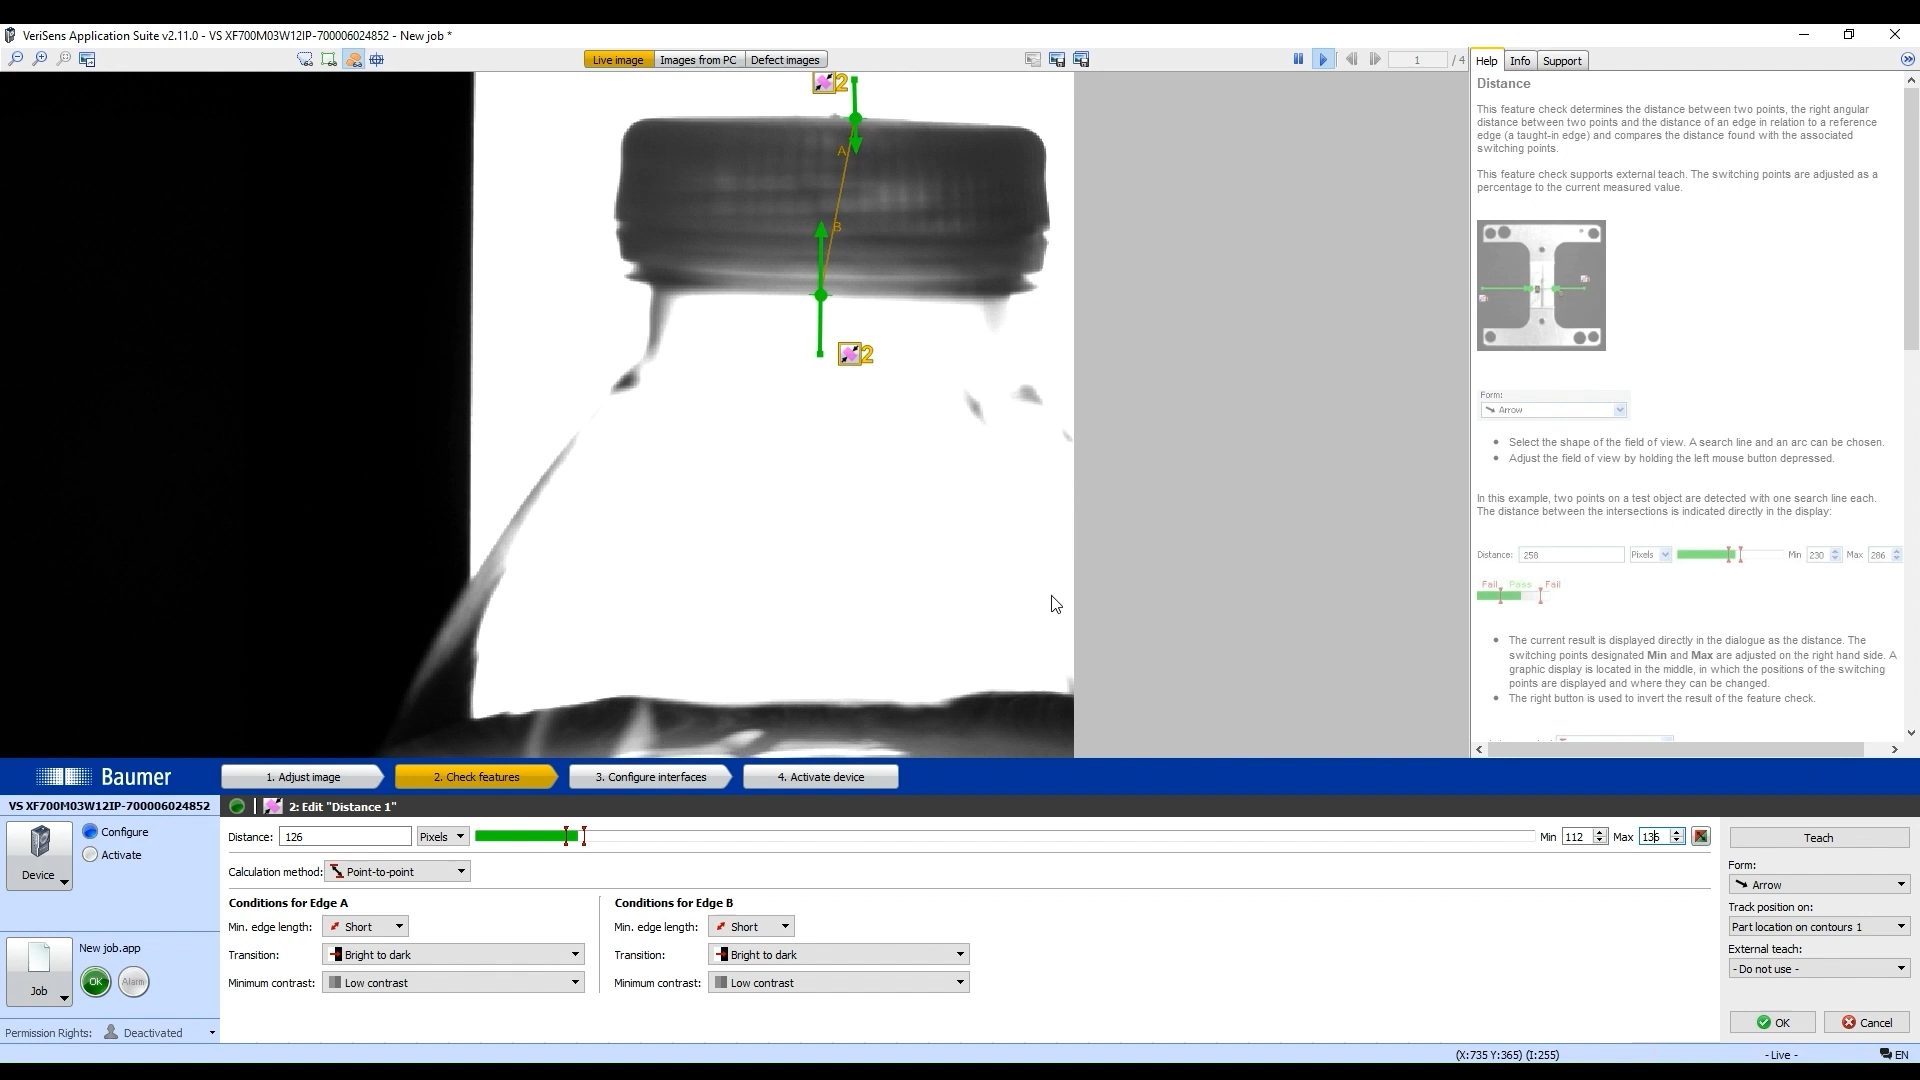 VeriSens Application Suite v2.11.0 - VS XF700M03W12IP-700006024852 - New job *
Live image
Images from PC
Defect images
1
/ 4
Help
Info
Support
2
A
B
2
Distance
This feature check determines the distance between two points, the right angular
distance between two points and the distance of an edge in relation to a reference
edge (a taught-in edge) and compares the distance found with the associated
switching points.
This feature check supports external teach. The switching points are adjusted as a
percentage to the current measured value.
Form:
Arrow
Select the shape of the field of view. A search line and an arc can be chosen.
Adjust the field of view by holding the left mouse button depressed.
In this example, two points on a test object are detected with one search line each.
The distance between the intersections is indicated directly in the display:
Distance: 258 Pixels Min 230 Max 286
Fail Pass Fail
The current result is displayed directly in the dialogue as the distance. The
switching points designated Min and Max are adjusted on the right hand side. A
graphic display is located in the middle, in which the positions of the switching
points are displayed and where they can be changed.
The right button is used to invert the result of the feature check.
Baumer
1. Adjust image
2. Check features
3. Configure interfaces
4. Activate device
VS XF700M03W12IP-700006024852
2: Edit "Distance 1"
Configure
Activate
Device
New job.app
OK
Alarm
Job
Permission Rights: Deactivated
Distance: 126 Pixels
Min 112 Max 136
Calculation method: Point-to-point
Conditions for Edge A
Min. edge length: Short
Transition: Bright to dark
Minimum contrast: Low contrast
Conditions for Edge B
Min. edge length: Short
Transition: Bright to dark
Minimum contrast: Low contrast
Teach
Form:
Arrow
Track position on:
Part location on contours 1
External teach:
- Do not use -
OK
Cancel
(X:735 Y:365) (I:255)
- Live -
EN